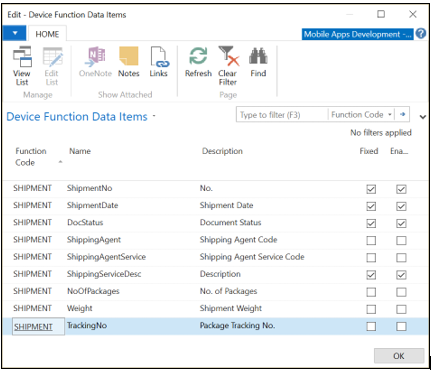 Edit - Device Function Data Items
HOME
Mobile Apps Development - ...
View List
Edit List
OneNote
Notes
Links
Refresh
Clear Filter
Find
Manage
Show Attached
Page
Device Function Data Items
Type to filter (F3)
Function Code
No filters applied
Function Code
Name
Description
Fixed
Ena...
SHIPMENT ShipmentNo No.
SHIPMENT ShipmentDate Shipment Date
SHIPMENT DocStatus Document Status
SHIPMENT ShippingAgent Shipping Agent Code
SHIPMENT ShippingAgentService Shipping Agent Service Code
SHIPMENT ShippingServiceDesc Description
SHIPMENT NoOfPackages No. of Packages
SHIPMENT Weight Shipment Weight
SHIPMENT TrackingNo Package Tracking No.
OK